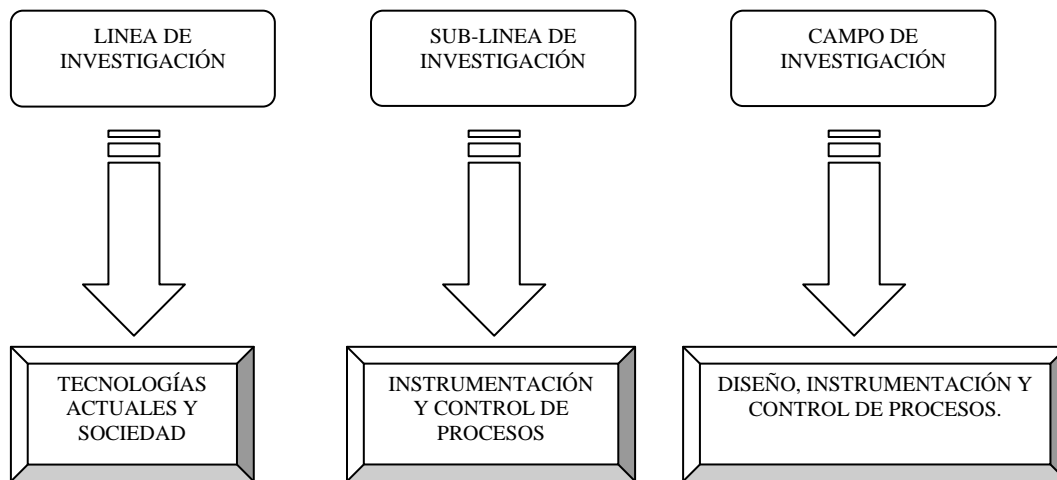 LINEA DE
INVESTIGACIÓN
SUB-LINEA DE
INVESTIGACIÓN
CAMPO DE
INVESTIGACIÓN
TECNOLOGÍAS
ACTUALES Y
SOCIEDAD
INSTRUMENTACIÓN
Y CONTROL DE
PROCESOS
DISEÑO, INSTRUMENTACIÓN Y
CONTROL DE PROCESOS.